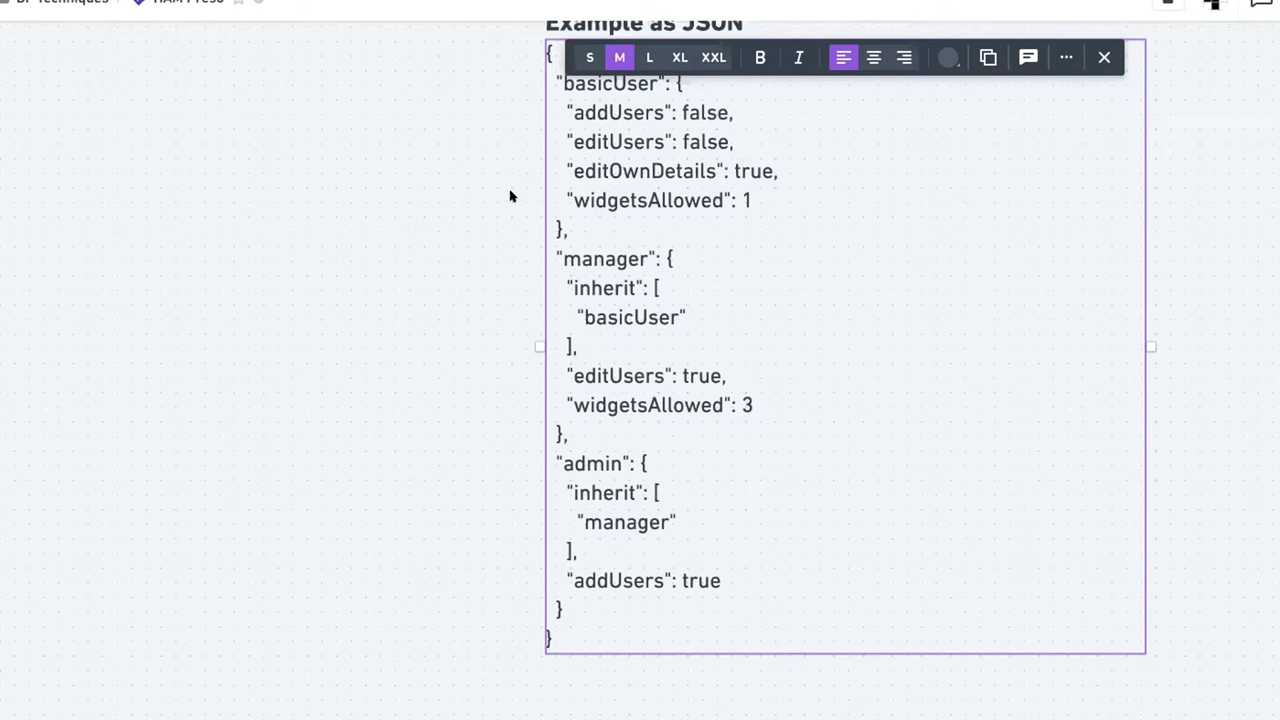 Example as JSON
S M L XL XXL B I
{
"basicUser": {
"addUsers": false,
"editUsers": false,
"editOwnDetails": true,
"widgetsAllowed": 1
},
"manager": {
"inherit": [
"basicUser"
],
"editUsers": true,
"widgetsAllowed": 3
},
"admin": {
"inherit": [
"manager"
],
"addUsers": true
}
}